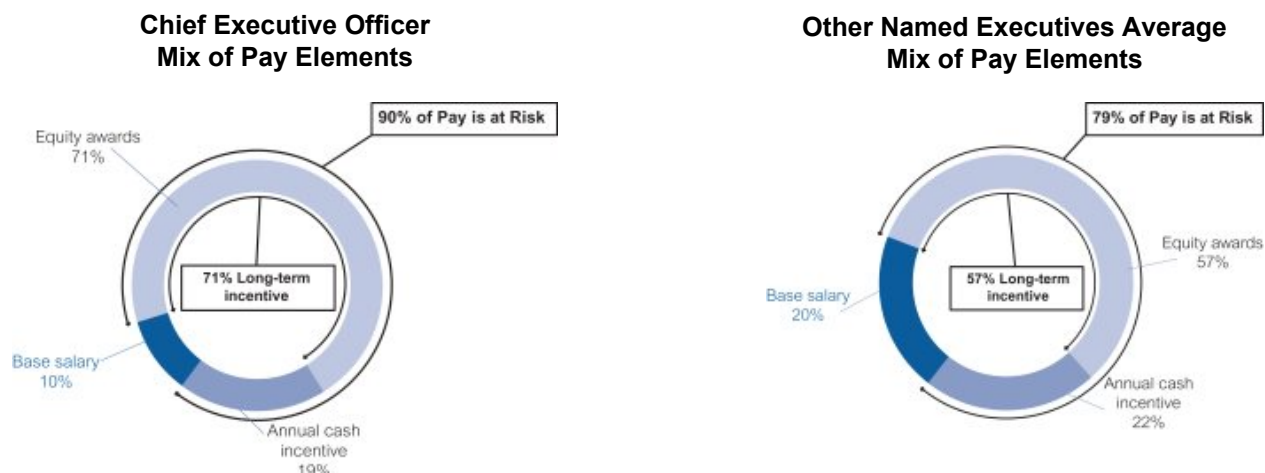 Chief Executive Officer
Mix of Pay Elements
90% of Pay is at Risk
Equity awards
71%
71% Long-term
incentive
Base salary
10%
Annual cash
incentive
19%
Other Named Executives Average
Mix of Pay Elements
79% of Pay is at Risk
Equity awards
57%
57% Long-term
incentive
Base salary
20%
Annual cash
incentive
22%